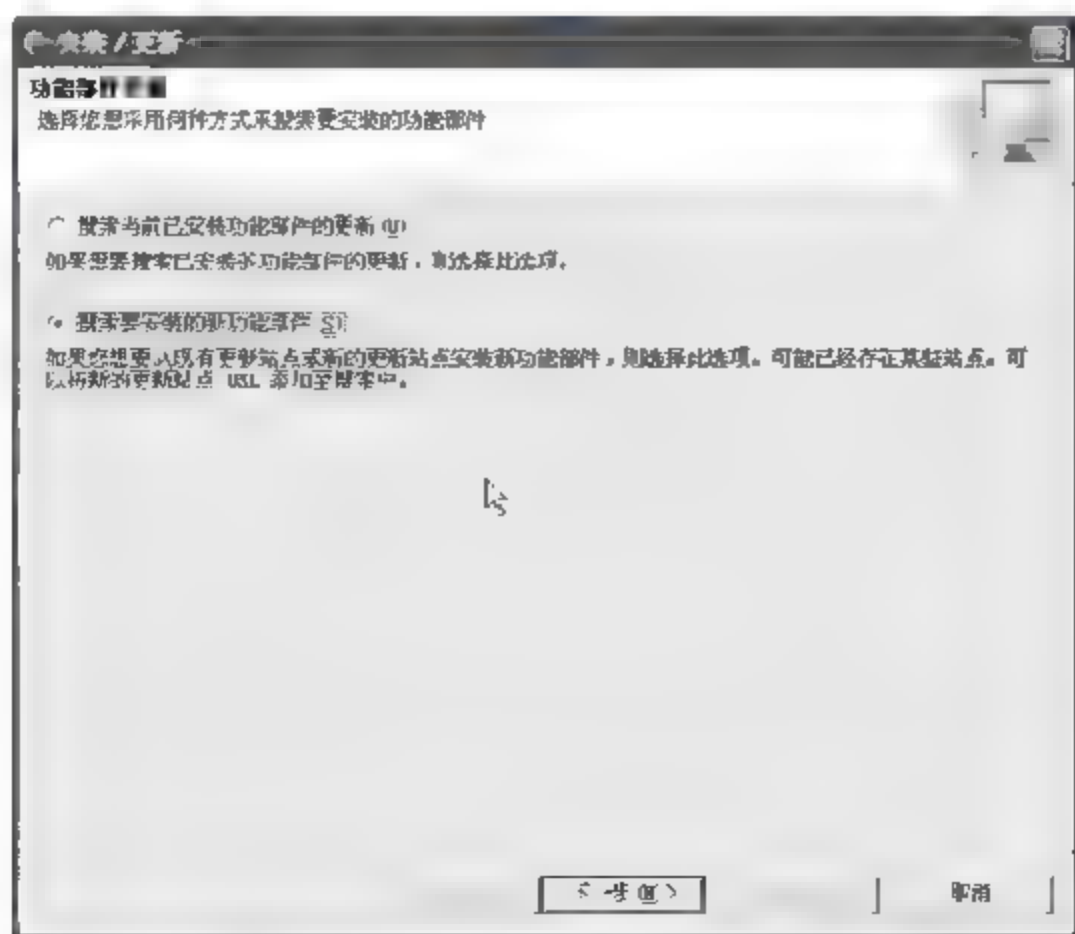 安装/更新
功能部件更新
选择您想采用何种方式来搜索要安装的功能部件
搜索当前已安装功能部件的更新(U)
如果想要搜索已安装的功能部件的更新,则选择此选项。
搜索要安装的新功能部件(S)
如果您想要从现有更新站点或新的更新站点安装新功能部件,则选择此选项。可能已经存在某些站点。可
以将新的更新站点 URL 添加至搜索中。
下一步(N) >
取消